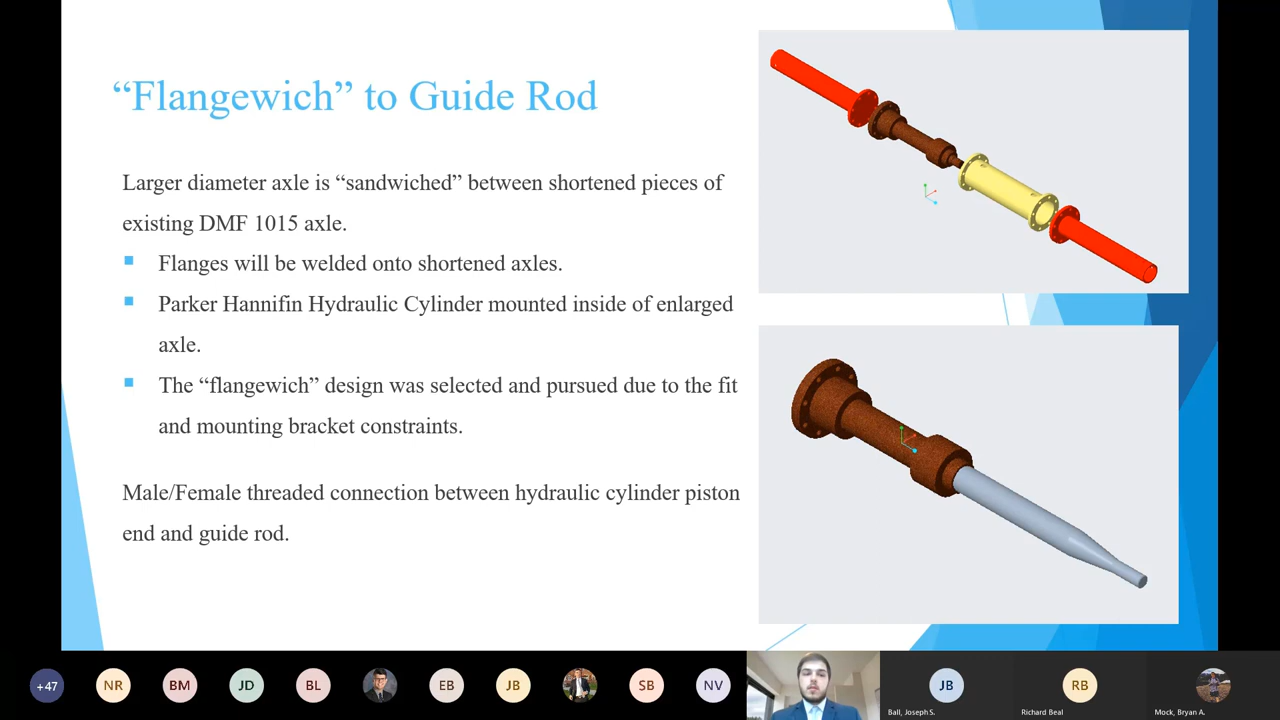 “Flangewich” to Guide Rod
Larger diameter axle is “sandwiched” between shortened pieces of
existing DMF 1015 axle.
Flanges will be welded onto shortened axles.
Parker Hannifin Hydraulic Cylinder mounted inside of enlarged
axle.
The “flangewich” design was selected and pursued due to the fit
and mounting bracket constraints.
Male/Female threaded connection between hydraulic cylinder piston
end and guide rod.
+47
NR
BM
JD
BL
EB
JB
SB
NV
JB
RB
Ball, Joseph S.
Richard Beal
Mock, Bryan A.